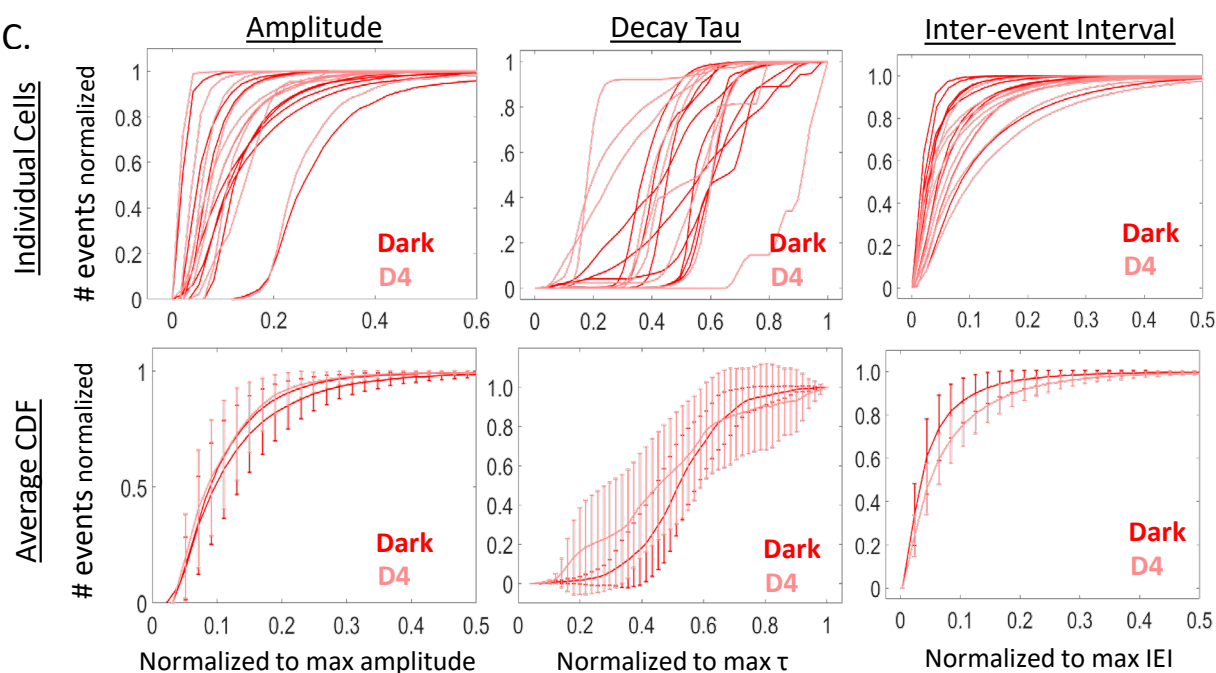 C.
Amplitude
Decay Tau
Inter-event Interval
Individual Cells
# events normalized
1
0.8
0.6
0.4
0.2
0
0
0.2
0.4
0.6
Dark
D4
1.0
0.8
0.6
0.4
.2
0
0
0.2
0.4
0.6
0.8
1
Dark
D4
1.0
0.8
0.6
0.4
0.2
0
0
0.1
0.2
0.3
0.4
0.5
Dark
D4
Average CDF
# events normalized
1
0.5
0
0
0.1
0.2
0.3
0.4
0.5
Dark
D4
Normalized to max amplitude
1.0
0.8
0.6
0.4
0.2
0
0
0.2
0.4
0.6
0.8
1
Dark
D4
Normalized to max τ
1.0
0.8
0.6
0.4
0.2
0
0
0.1
0.2
0.3
0.4
0.5
Dark
D4
Normalized to max IEI